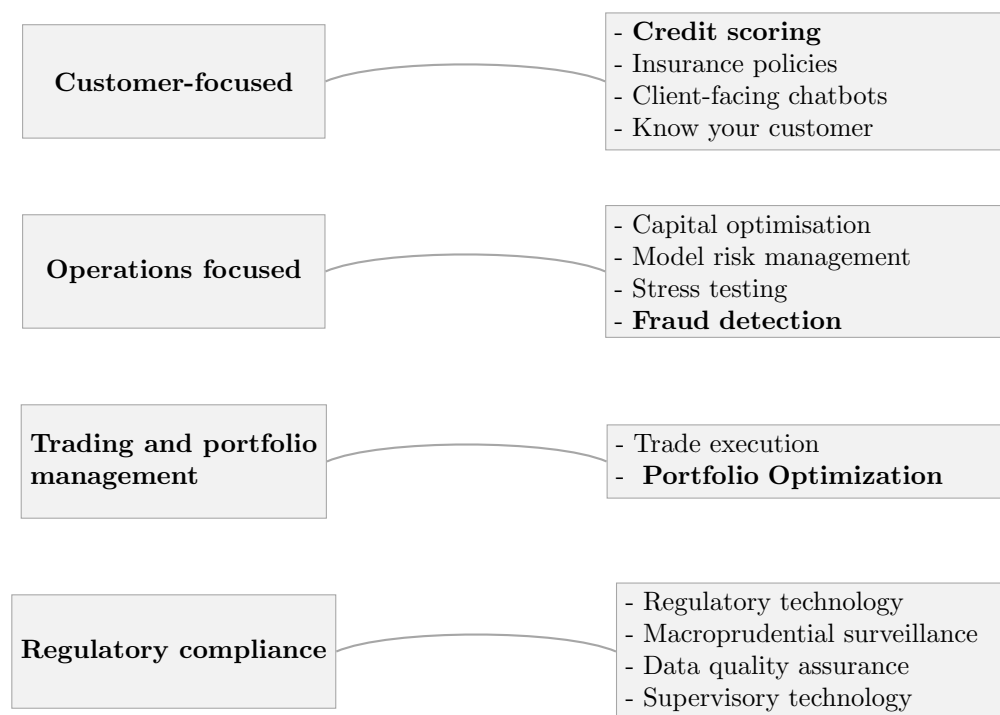 Customer-focused
- Credit scoring
- Insurance policies
- Client-facing chatbots
- Know your customer
Operations focused
- Capital optimisation
- Model risk management
- Stress testing
- Fraud detection
Trading and portfolio
management
- Trade execution
- Portfolio Optimization
Regulatory compliance
- Regulatory technology
- Macroprudential surveillance
- Data quality assurance
- Supervisory technology